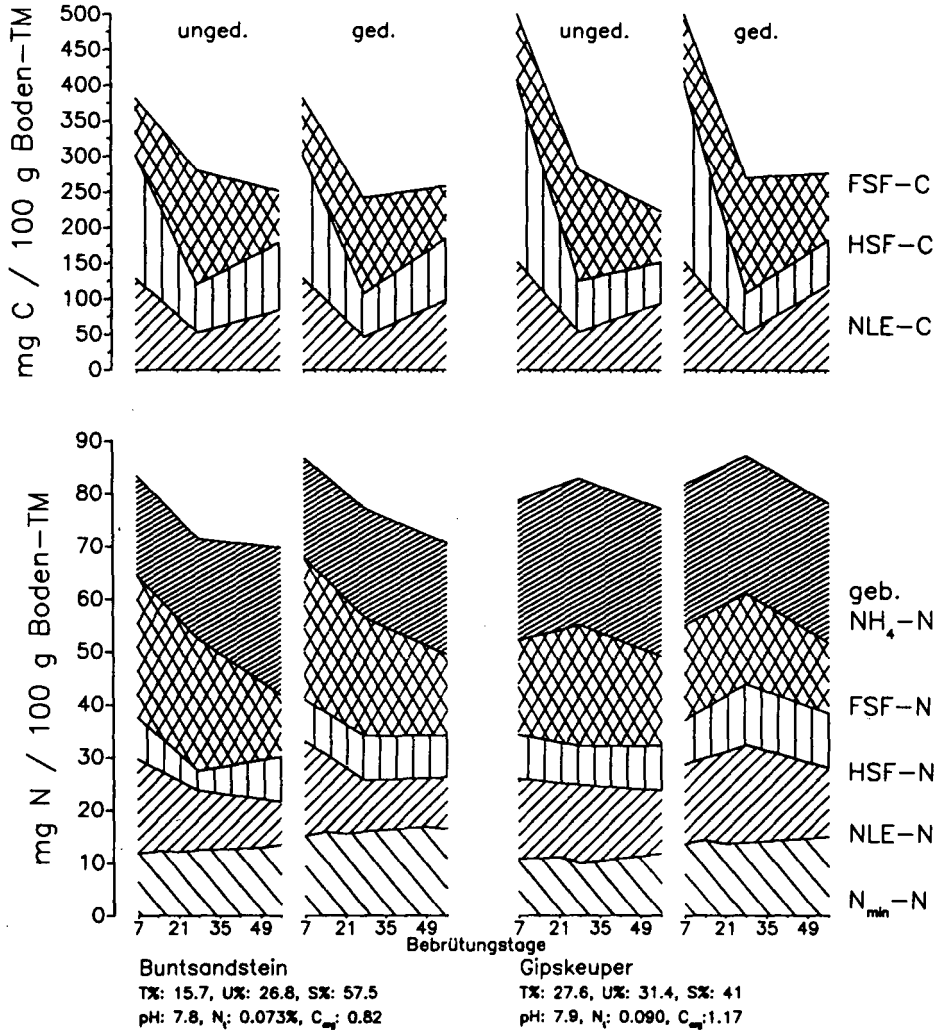 mg C / 100 g Boden-TM
500
450
400
350
300
250
200
150
100
50
0
unged.
ged.
unged.
ged.
FSF-C
HSF-C
NLE-C
mg N / 100 g Boden-TM
90
80
70
60
50
40
30
20
10
0
geb.
NH₄-N
FSF-N
HSF-N
NLE-N
Nmin-N
7 21 35 49 7 21 35 49 7 21 35 49 7 21 35 49
Bebrütungstage
Buntsandstein
T%: 15.7, U%: 26.8, S%: 57.5
pH: 7.8, Nt: 0.073%, Corg: 0.82
Gipskeuper
T%: 27.6, U%: 31.4, S%: 41
pH: 7.9, Nt: 0.090, Corg:1.17